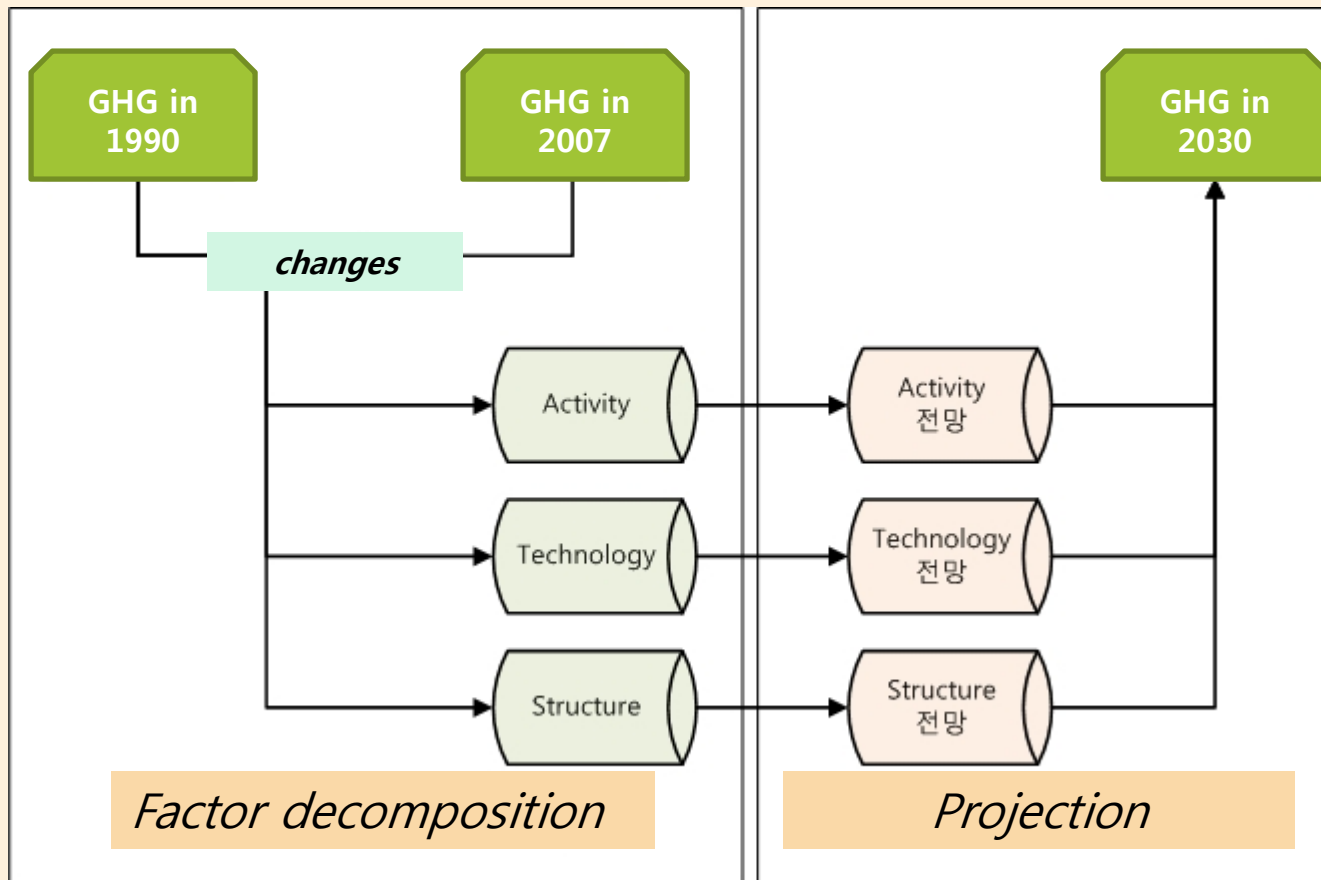 GHG in
1990
GHG in
2007
GHG in
2030
changes
Activity
Activity
전망
Technology
Technology
전망
Structure
Structure
전망
Factor decomposition
Projection